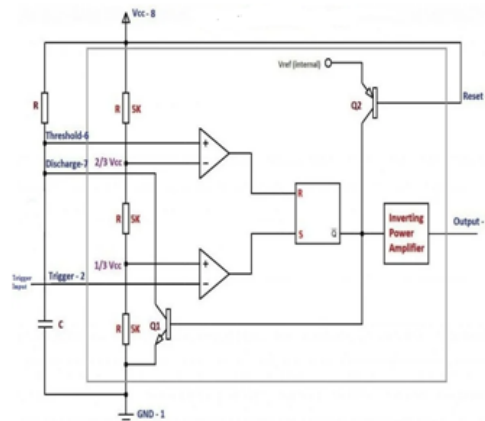 Vcc - 8
Vref (Internal)
Q2
Reset
R
R 5K
Threshold-6
Discharge-7
2/3 Vcc
+
−
R
S
Q̅
R 5K
Inverting
Power
Amplifier
Output -
1/3 Vcc
+
−
Trigger
Input
Trigger - 2
C
R 5K
Q1
GND - 1